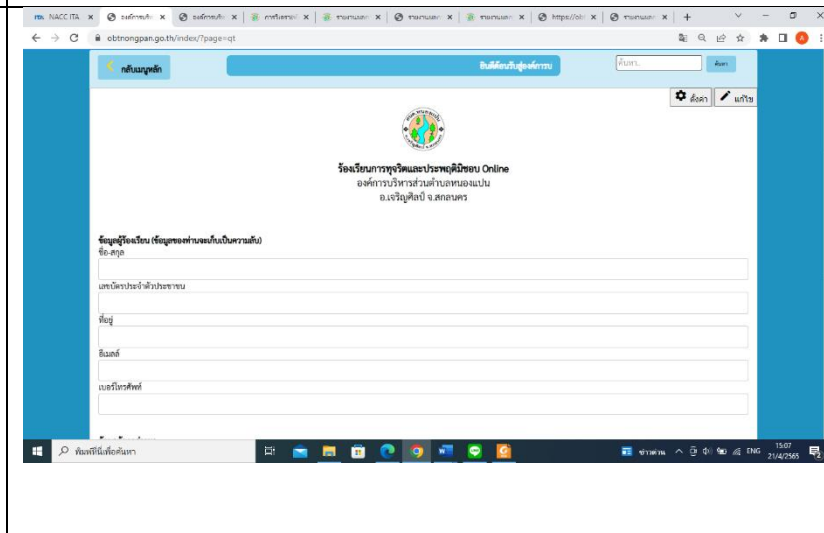 NACC ITA
obtnongpan.go.th/index/?page=qt
กลับเมนูหลัก
ยินดีต้อนรับสู่องค์การบ
ค้นหา..
ค้นหา
ตั้งค่า
แก้ไข
ร้องเรียนการทุจริตและประพฤติมิชอบ Online
องค์การบริหารส่วนตำบลหนองแปน
อ.เจริญศิลป์ จ.สกลนคร
ข้อมูลผู้ร้องเรียน (ข้อมูลของท่านจะเก็บเป็นความลับ)
ชื่อ-สกุล
เลขบัตรประจำตัวประชาชน
ที่อยู่
อีเมลล์
เบอร์โทรศัพท์
พิมพ์ที่นี่เพื่อค้นหา
ข่าวด่วน
ENG
15:07
21/4/2565